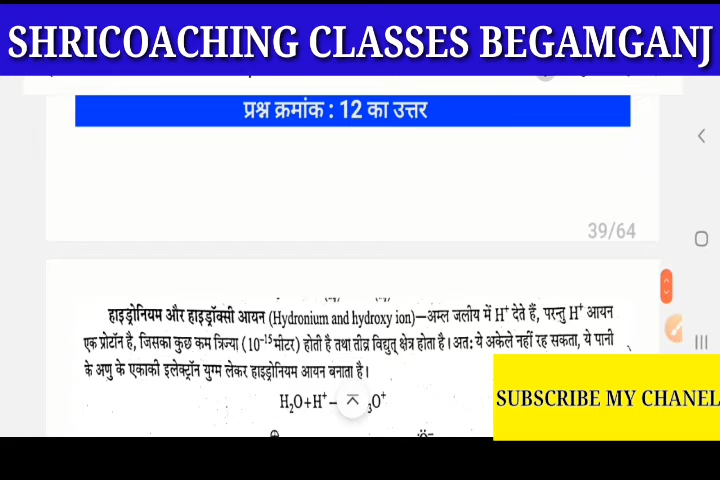 SHRICOACHING CLASSES BEGAMGANJ
प्रश्न क्रमांक : 12 का उत्तर
39/64
हाइड्रोनियम और हाइड्रॉक्सी आयन (Hydronium and hydroxy ion)—अम्ल जलीय में H⁺ देते हैं, परन्तु H⁺ आयन
एक प्रोटॉन है, जिसका कुछ कम त्रिज्या (10⁻¹⁵मीटर) होती है तथा तीव्र विद्युत् क्षेत्र होता है। अत: ये अकेले नहीं रह सकता, ये पानी
के अणु के एकाकी इलेक्ट्रॉन युग्म लेकर हाइड्रोनियम आयन बनाता है।
SUBSCRIBE MY CHANEL
H₂O+H⁺– ₃O⁺